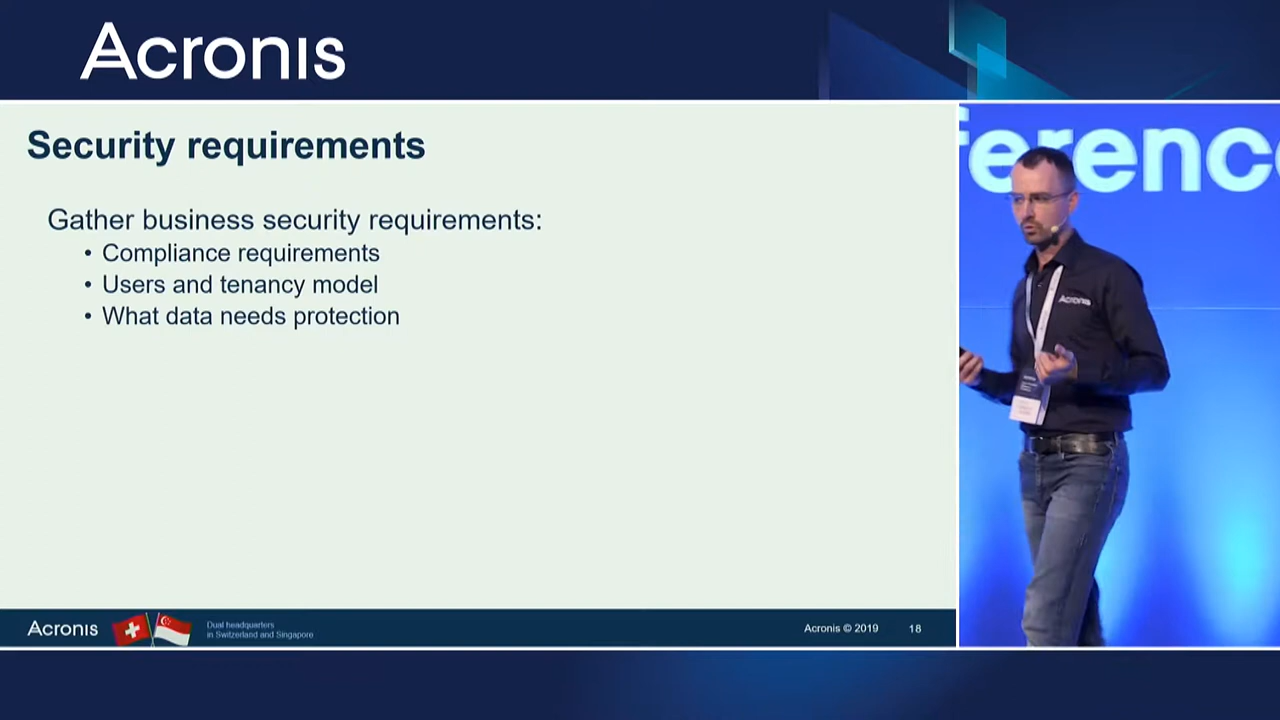 Acronis
Security requirements
Gather business security requirements:
• Compliance requirements
• Users and tenancy model
• What data needs protection
ference
Acronis
Acronis
Dual headquarters
in Switzerland and Singapore
Acronis © 2019
18